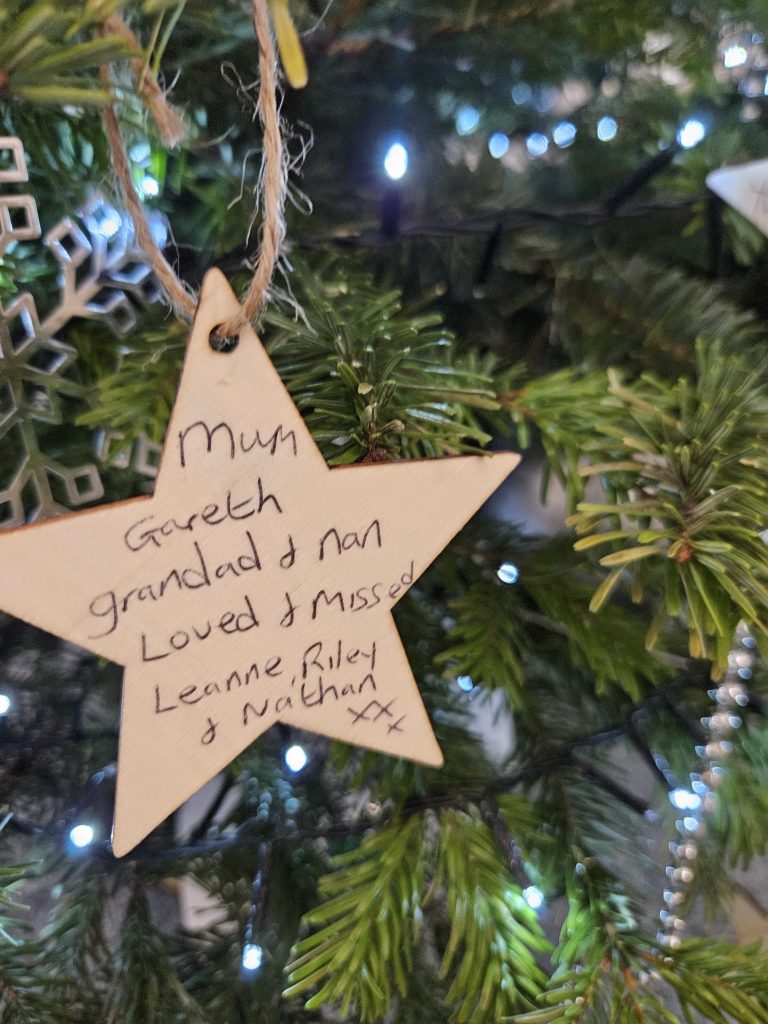 Mum
Gareth
grandad & nan
Loved & Missed
Leanne, Riley
& Nathan
xxx